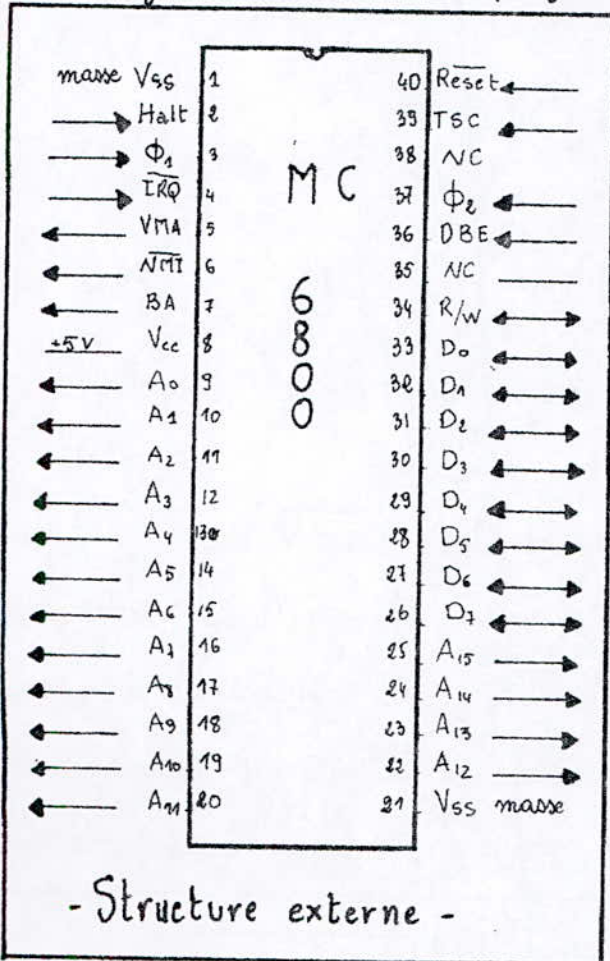 masse Vss 1 40 R̅e̅s̅e̅t̅
Halt 2 39 TSC
Φ₁ 3 38 NC
I̅R̅Q̅ 4 37 Φ₂
VMA 5 36 DBE
N̅M̅I̅ 6 35 NC
BA 7 34 R/W
+5V Vcc 8 33 D₀
A₀ 9 32 D₁
A₁ 10 31 D₂
A₂ 11 30 D₃
A₃ 12 29 D₄
A₄ 13 28 D₅
A₅ 14 27 D₆
A₆ 15 26 D₇
A₇ 16 25 A₁₅
A₈ 17 24 A₁₄
A₉ 18 23 A₁₃
A₁₀ 19 22 A₁₂
A₁₁ 20 21 Vss masse
MC
6
8
0
0
- Structure externe -